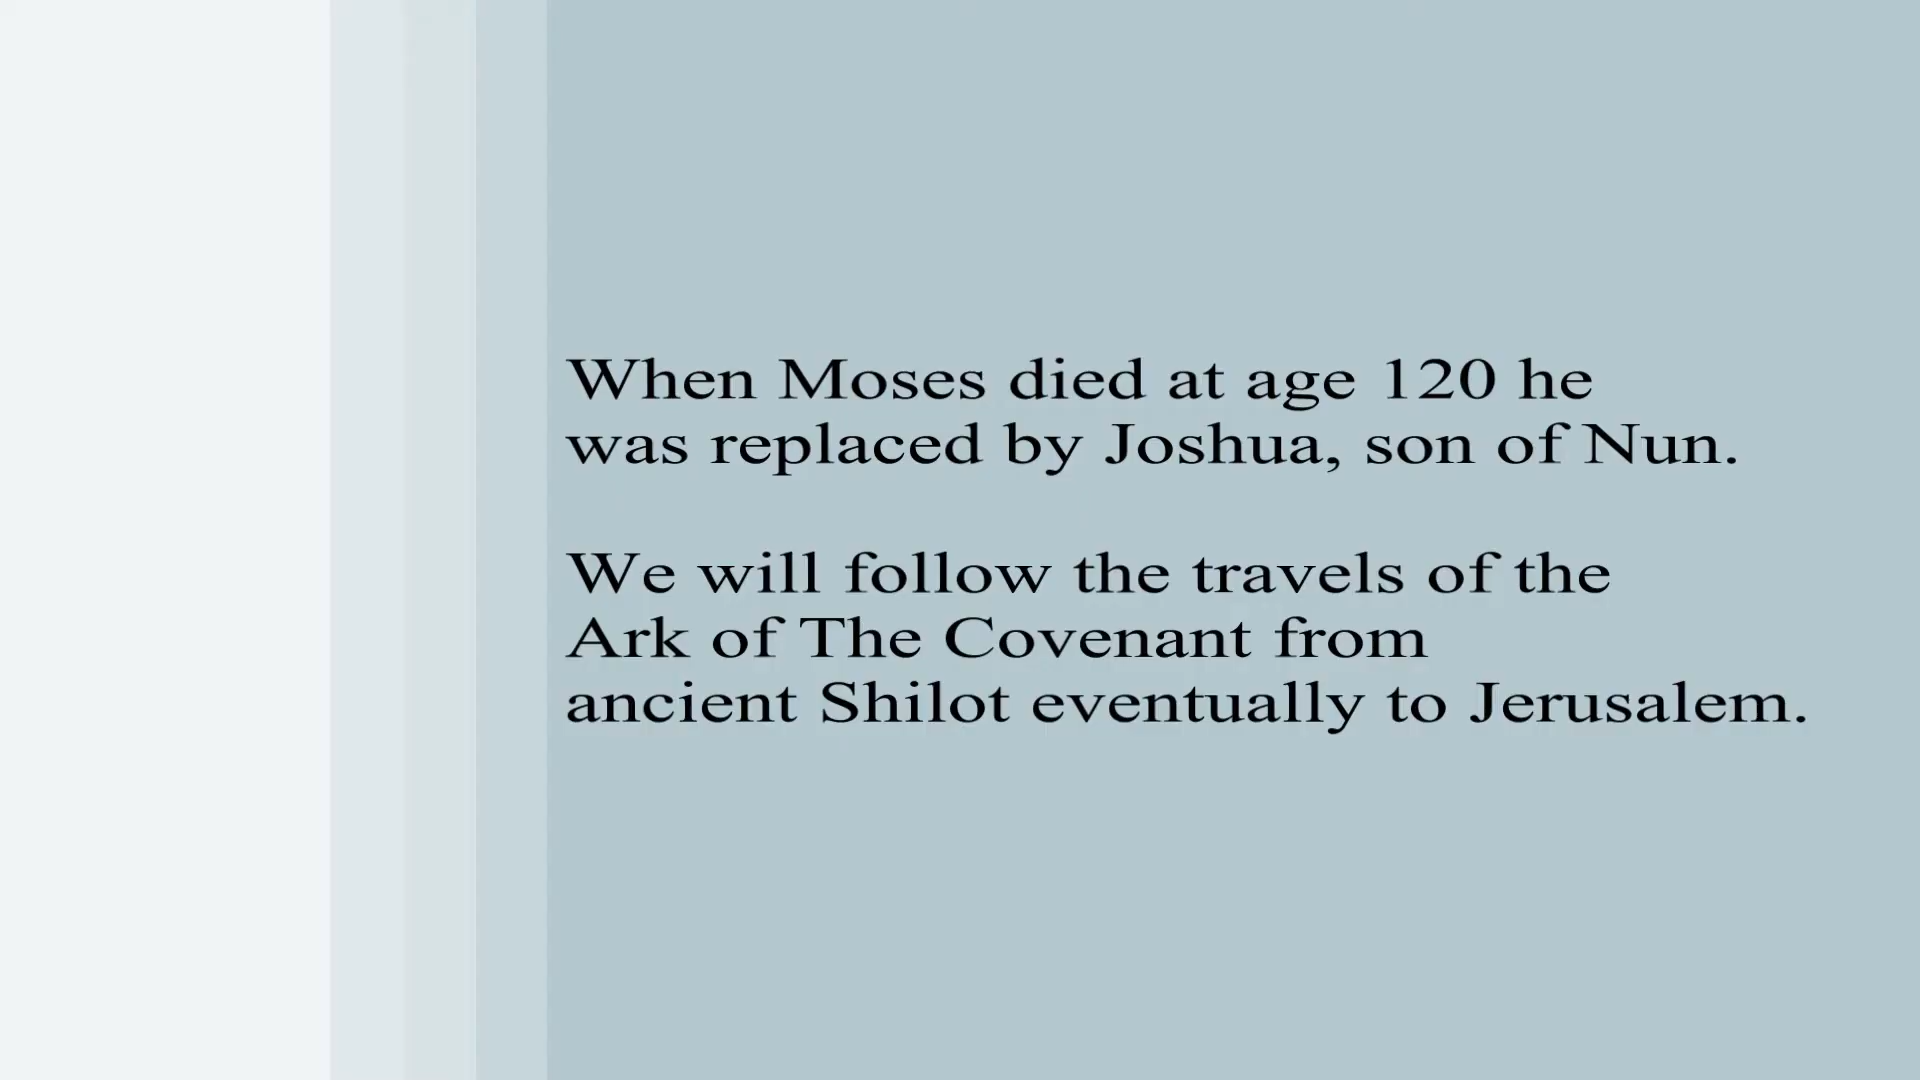 When Moses died at age 120 he
was replaced by Joshua, son of Nun.
We will follow the travels of the
Ark of The Covenant from
ancient Shilot eventually to Jerusalem.